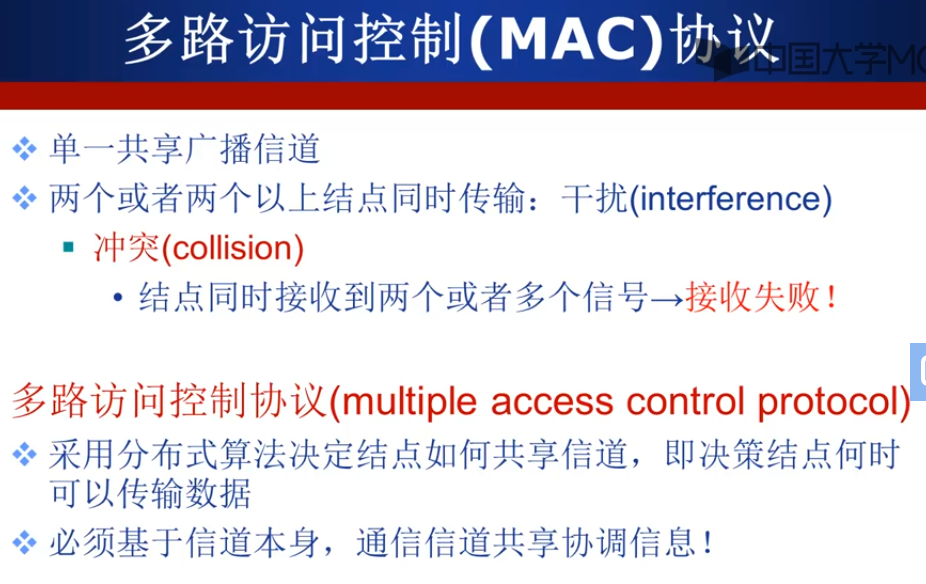 多路访问控制(MAC)协议
中国大学MO
单一共享广播信道
两个或者两个以上结点同时传输：干扰(interference)
冲突(collision)
结点同时接收到两个或者多个信号→接收失败！
多路访问控制协议(multiple access control protocol)
采用分布式算法决定结点如何共享信道，即决策结点何时
可以传输数据
必须基于信道本身，通信信道共享协调信息！